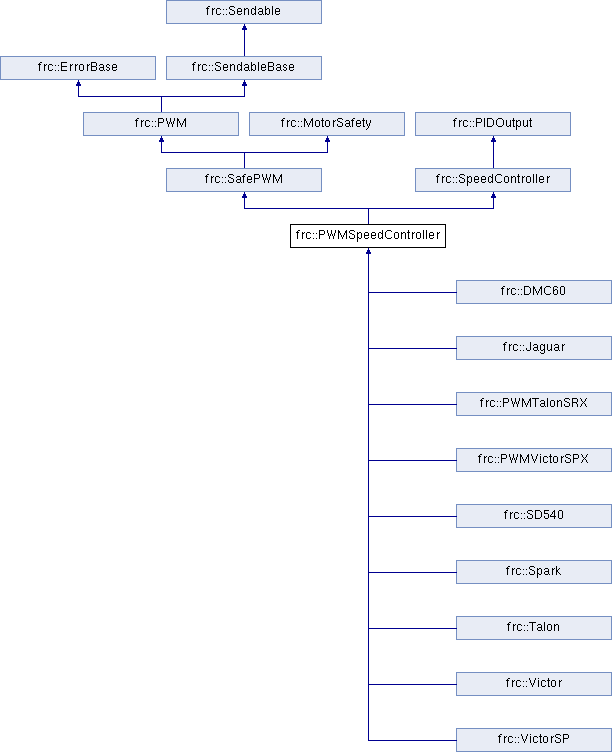 frc::Sendable
frc::ErrorBase
frc::SendableBase
frc::PWM
frc::MotorSafety
frc::PIDOutput
frc::SafePWM
frc::SpeedController
frc::PWMSpeedController
frc::DMC60
frc::Jaguar
frc::PWMTalonSRX
frc::PWMVictorSPX
frc::SD540
frc::Spark
frc::Talon
frc::Victor
frc::VictorSP